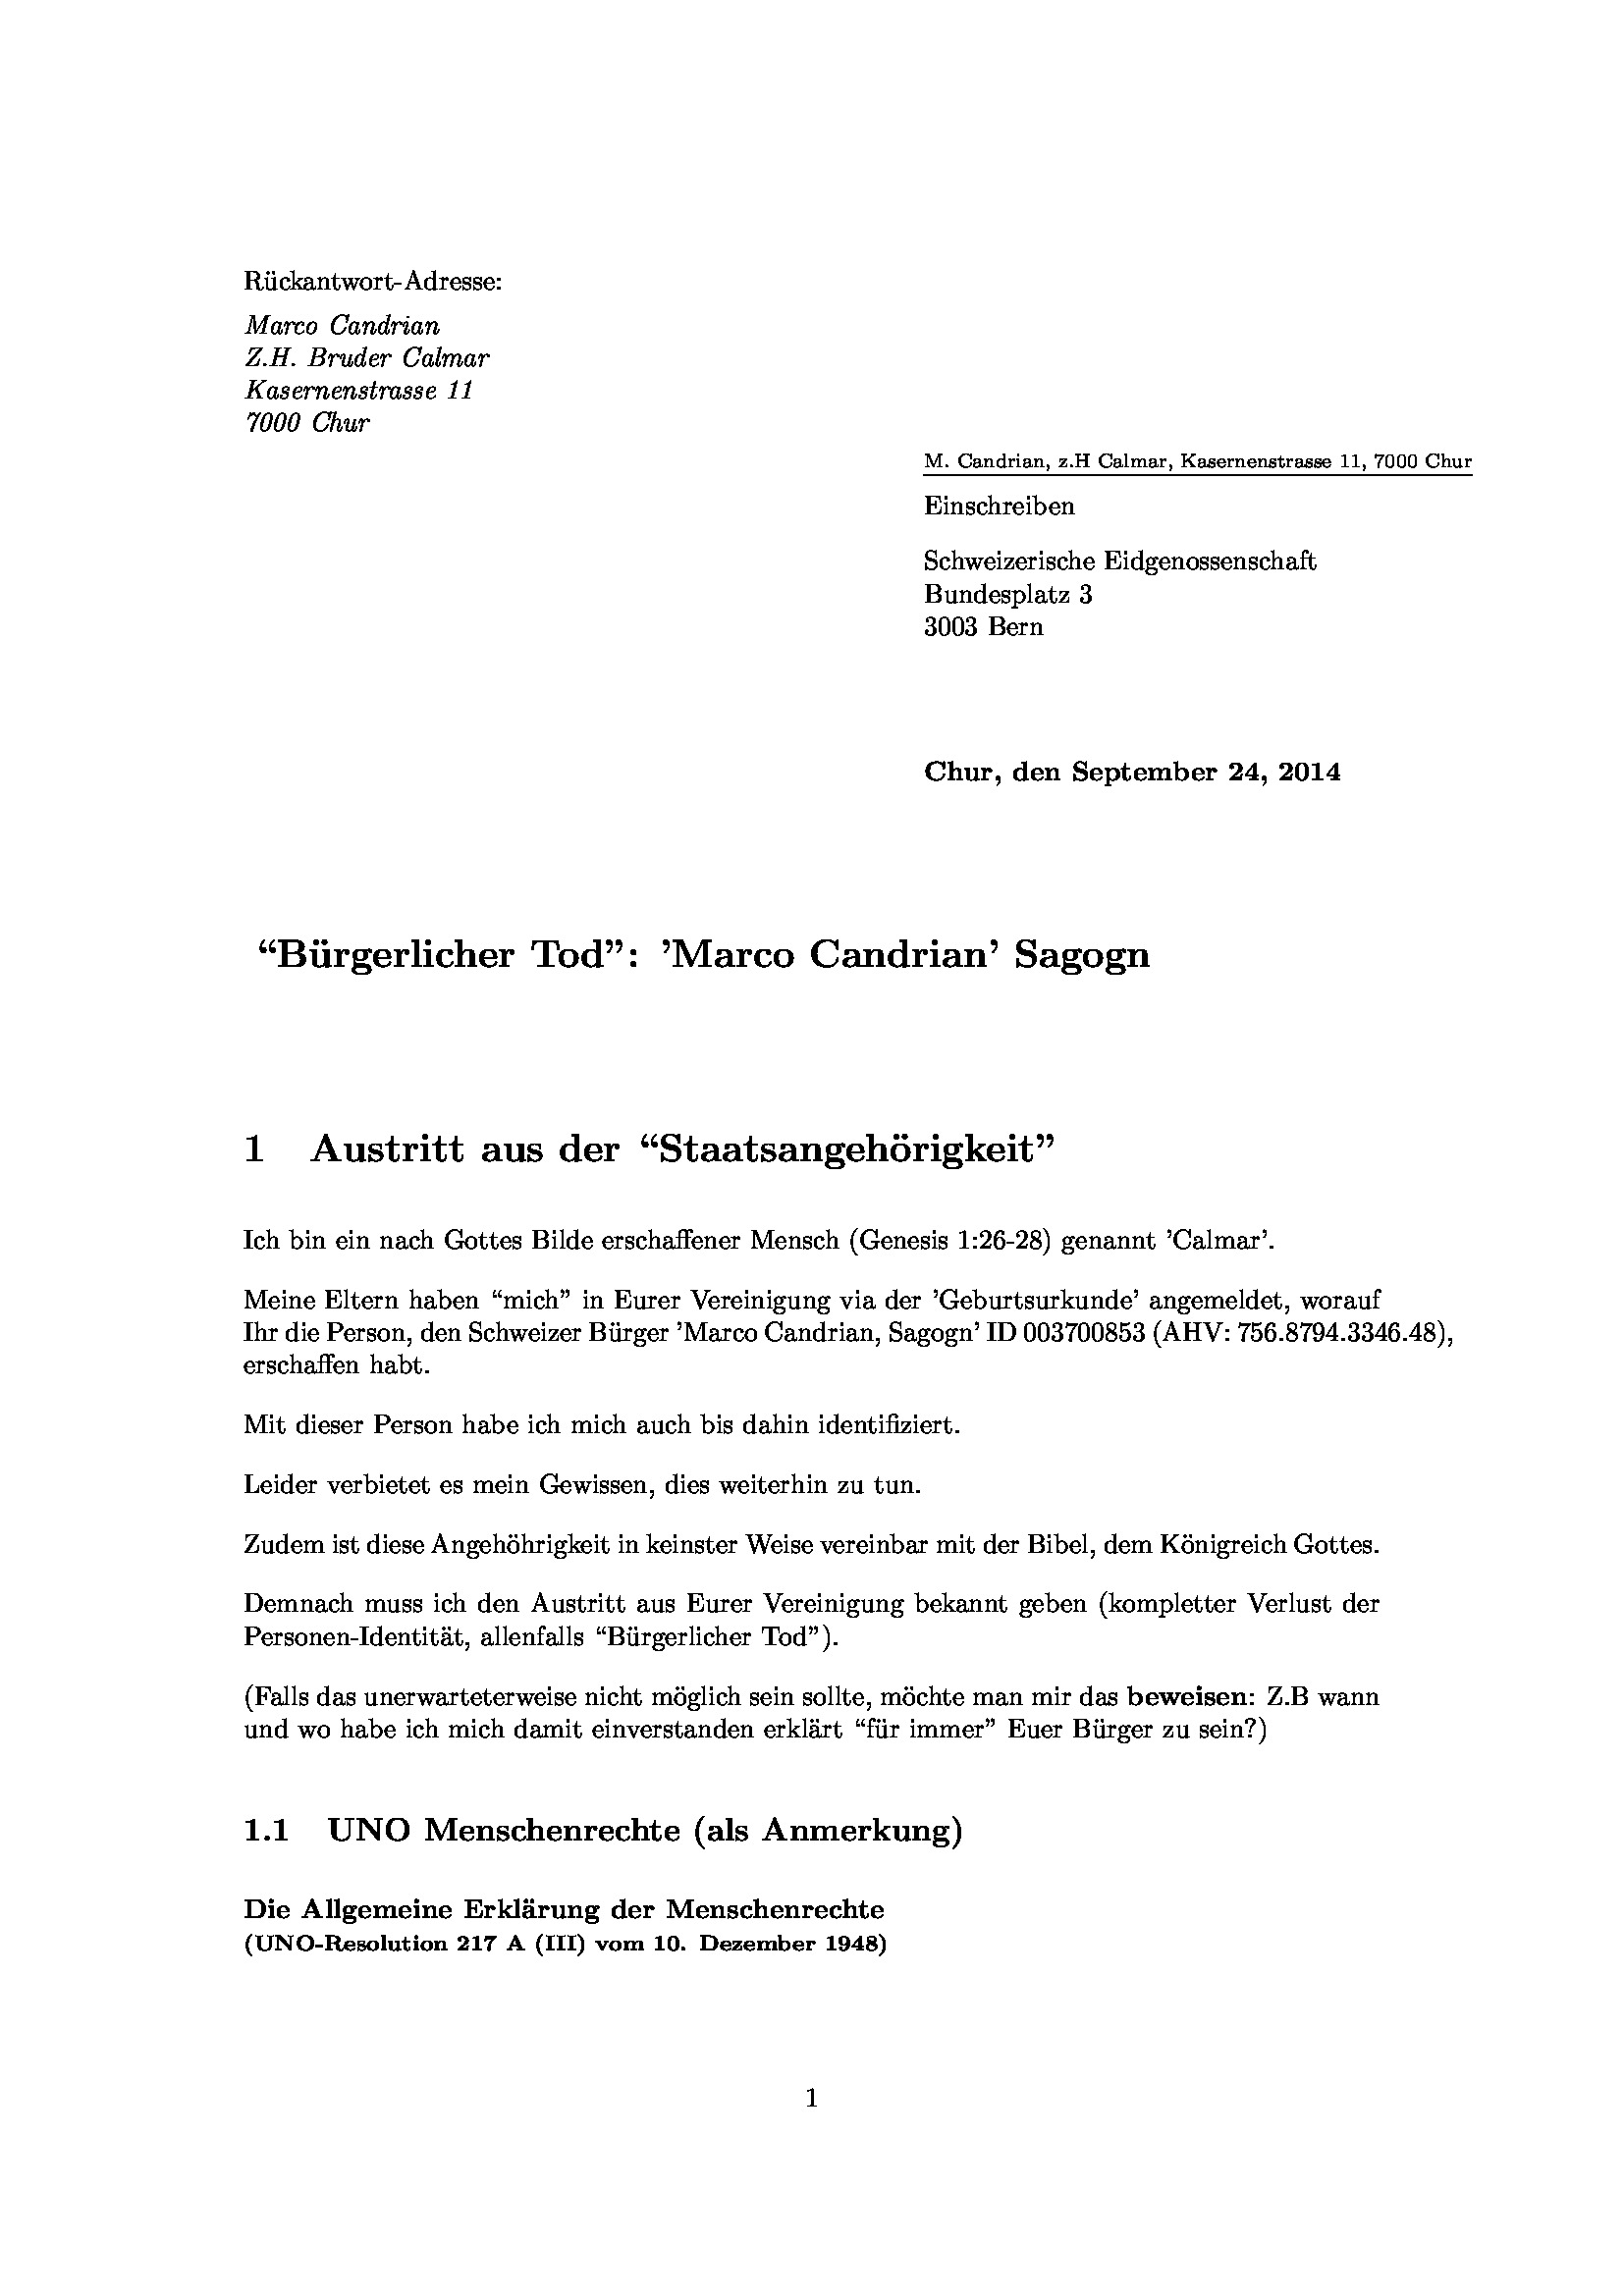 Rückantwort-Adresse:
Marco Candrian
Z.H. Bruder Calmar
Kasernenstrasse 11
7000 Chur
M. Candrian, z.H Calmar, Kasernenstrasse 11, 7000 Chur
Einschreiben
Schweizerische Eidgenossenschaft
Bundesplatz 3
3003 Bern
Chur, den September 24, 2014
“Bürgerlicher Tod”: ’Marco Candrian’ Sagogn
1 Austritt aus der “Staatsangehörigkeit”
Ich bin ein nach Gottes Bilde erschaffener Mensch (Genesis 1:26-28) genannt ’Calmar’.
Meine Eltern haben “mich” in Eurer Vereinigung via der ’Geburtsurkunde’ angemeldet, worauf
Ihr die Person, den Schweizer Bürger ’Marco Candrian, Sagogn’ ID 003700853 (AHV: 756.8794.3346.48),
erschaffen habt.
Mit dieser Person habe ich mich auch bis dahin identifiziert.
Leider verbietet es mein Gewissen, dies weiterhin zu tun.
Zudem ist diese Angehöhrigkeit in keinster Weise vereinbar mit der Bibel, dem Königreich Gottes.
Demnach muss ich den Austritt aus Eurer Vereinigung bekannt geben (kompletter Verlust der
Personen-Identität, allenfalls “Bürgerlicher Tod”).
(Falls das unerwarteterweise nicht möglich sein sollte, möchte man mir das beweisen: Z.B wann
und wo habe ich mich damit einverstanden erklärt “für immer” Euer Bürger zu sein?)
1.1 UNO Menschenrechte (als Anmerkung)
Die Allgemeine Erklärung der Menschenrechte
(UNO-Resolution 217 A (III) vom 10. Dezember 1948)
1